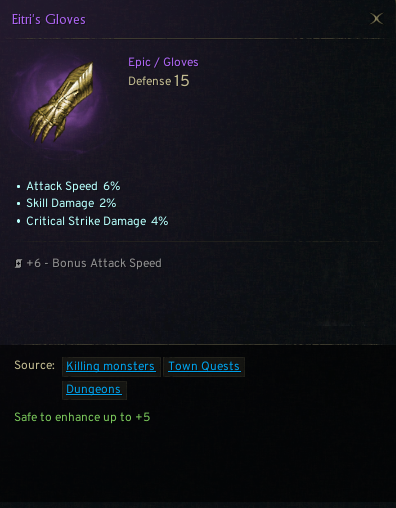 Eitri's Gloves
Epic / Gloves
Defense 15
• Attack Speed 6%
• Skill Damage 2%
• Critical Strike Damage 4%
+6 - Bonus Attack Speed
Source: Killing monsters Town Quests
Dungeons
Safe to enhance up to +5